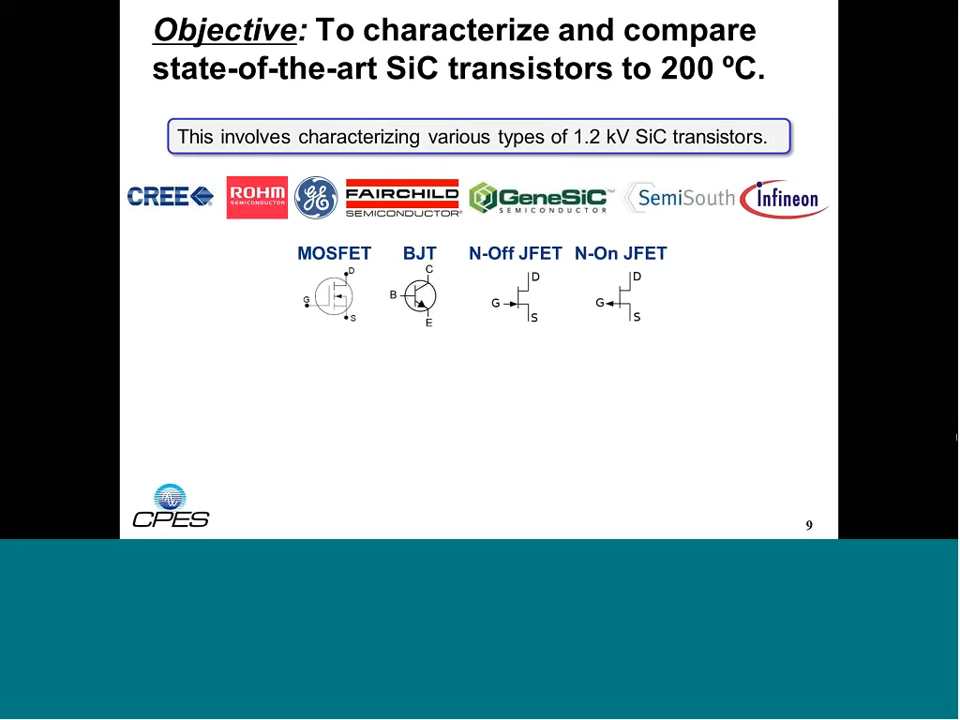 Objective: To characterize and compare
state-of-the-art SiC transistors to 200 ºC.
This involves characterizing various types of 1.2 kV SiC transistors.
CREE ROHM SEMICONDUCTOR GE FAIRCHILD SEMICONDUCTOR® GeneSiC™ SEMICONDUCTOR SemiSouth Infineon
MOSFET BJT N-Off JFET N-On JFET
D G S
C B E
D G S
D G S
CPES
9